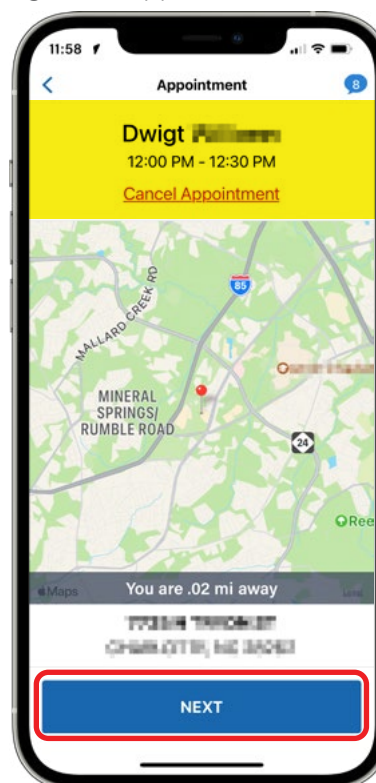 11:58
Appointment
8
Dwigt
12:00 PM - 12:30 PM
Cancel Appointment
MALLARD CREEK RD
85
MINERAL
SPRINGS/
RUMBLE ROAD
24
Ree
Maps
You are .02 mi away
NEXT